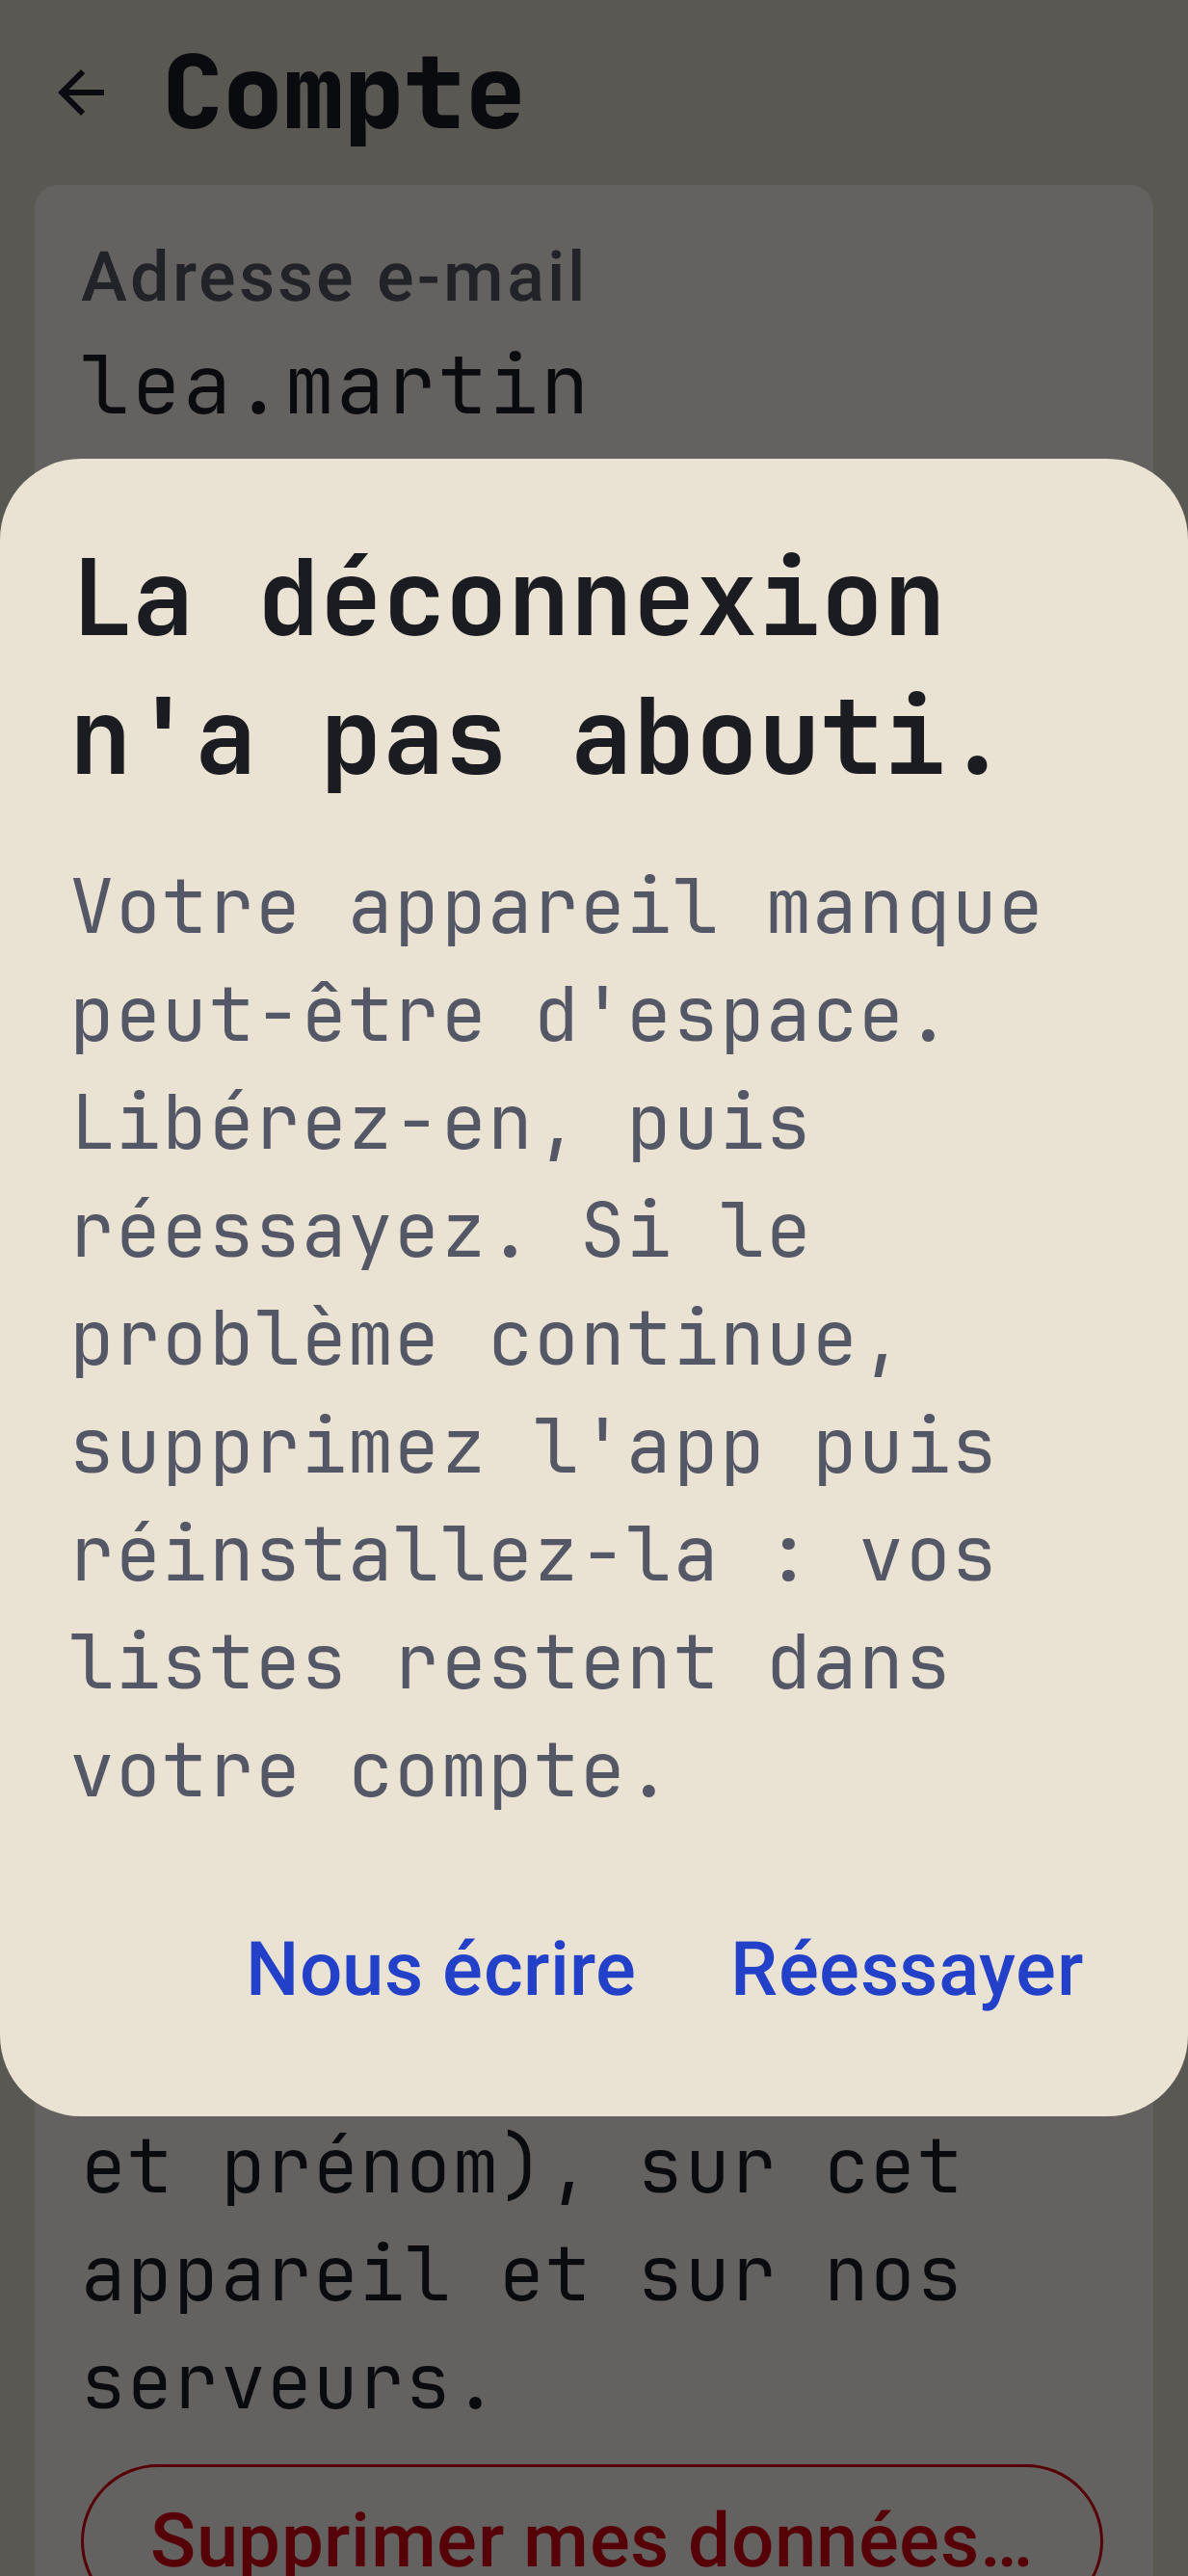 Compte
Adresse e-mail
lea.martin
La déconnexion
n'a pas abouti.
Votre appareil manque
peut-être d'espace.
Libérez-en, puis
réessayez. Si le
problème continue,
supprimez l'app puis
réinstallez-la : vos
listes restent dans
votre compte.
Nous écrire
Réessayer
et prénom), sur cet
appareil et sur nos
serveurs.
Supprimer mes données…